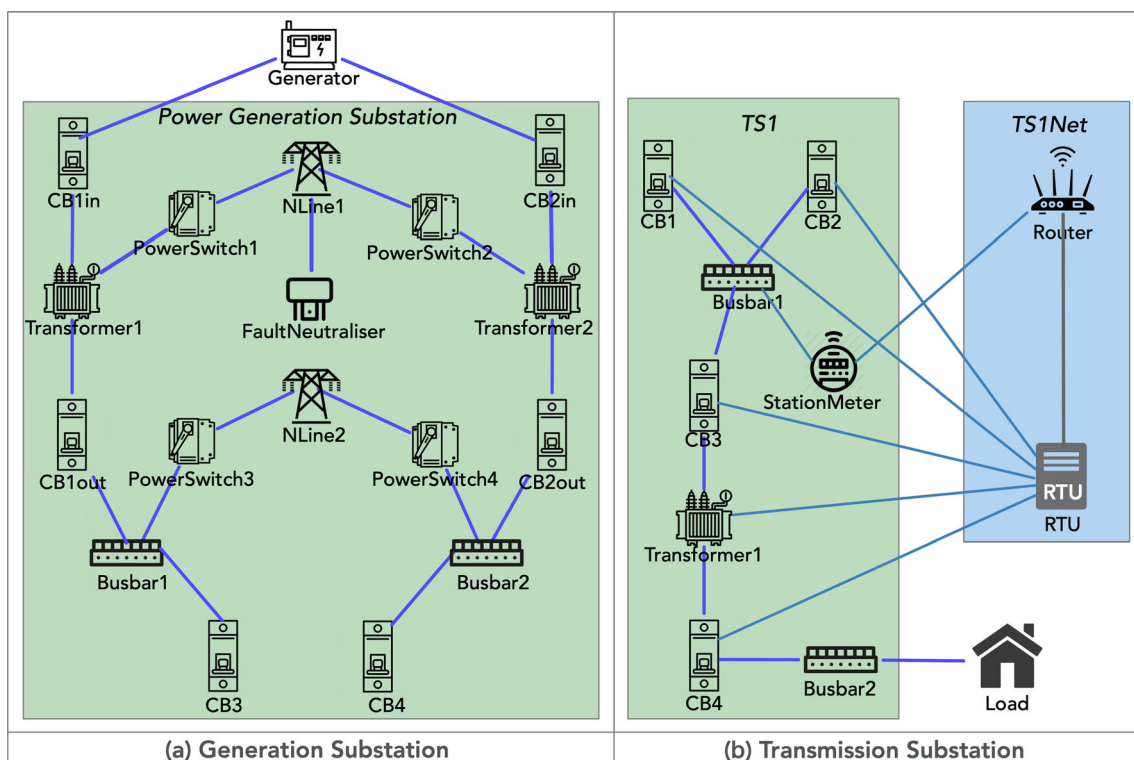 Generator
Power Generation Substation
CB1in
CB2in
NLine1
PowerSwitch1
PowerSwitch2
Transformer1
FaultNeutraliser
Transformer2
NLine2
CB1out
PowerSwitch3
PowerSwitch4
CB2out
Busbar1
Busbar2
CB3
CB4
(a) Generation Substation
TS1
TS1Net
CB1
CB2
Router
Busbar1
StationMeter
CB3
RTU
RTU
Transformer1
CB4
Busbar2
Load
(b) Transmission Substation